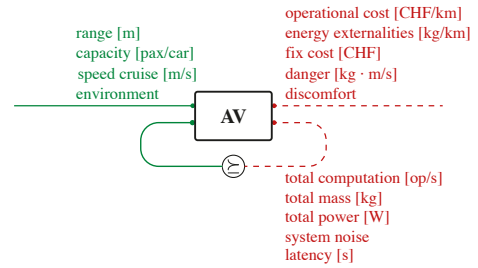 operational cost [CHF/km]
range [m]
energy externalities [kg/km]
capacity [pax/car]
fix cost [CHF]
speed cruise [m/s]
danger [kg · m/s]
environment
discomfort
AV
⪰
total computation [op/s]
total mass [kg]
total power [W]
system noise
latency [s]